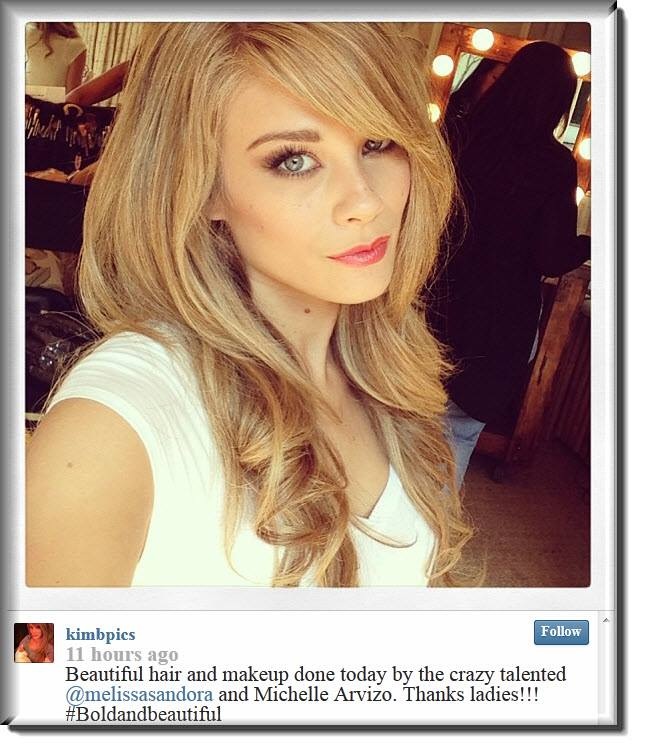 kimbpics
Follow
11 hours ago
Beautiful hair and makeup done today by the crazy talented
@melissasandora and Michelle Arvizo. Thanks ladies!!!
#Boldandbeautiful